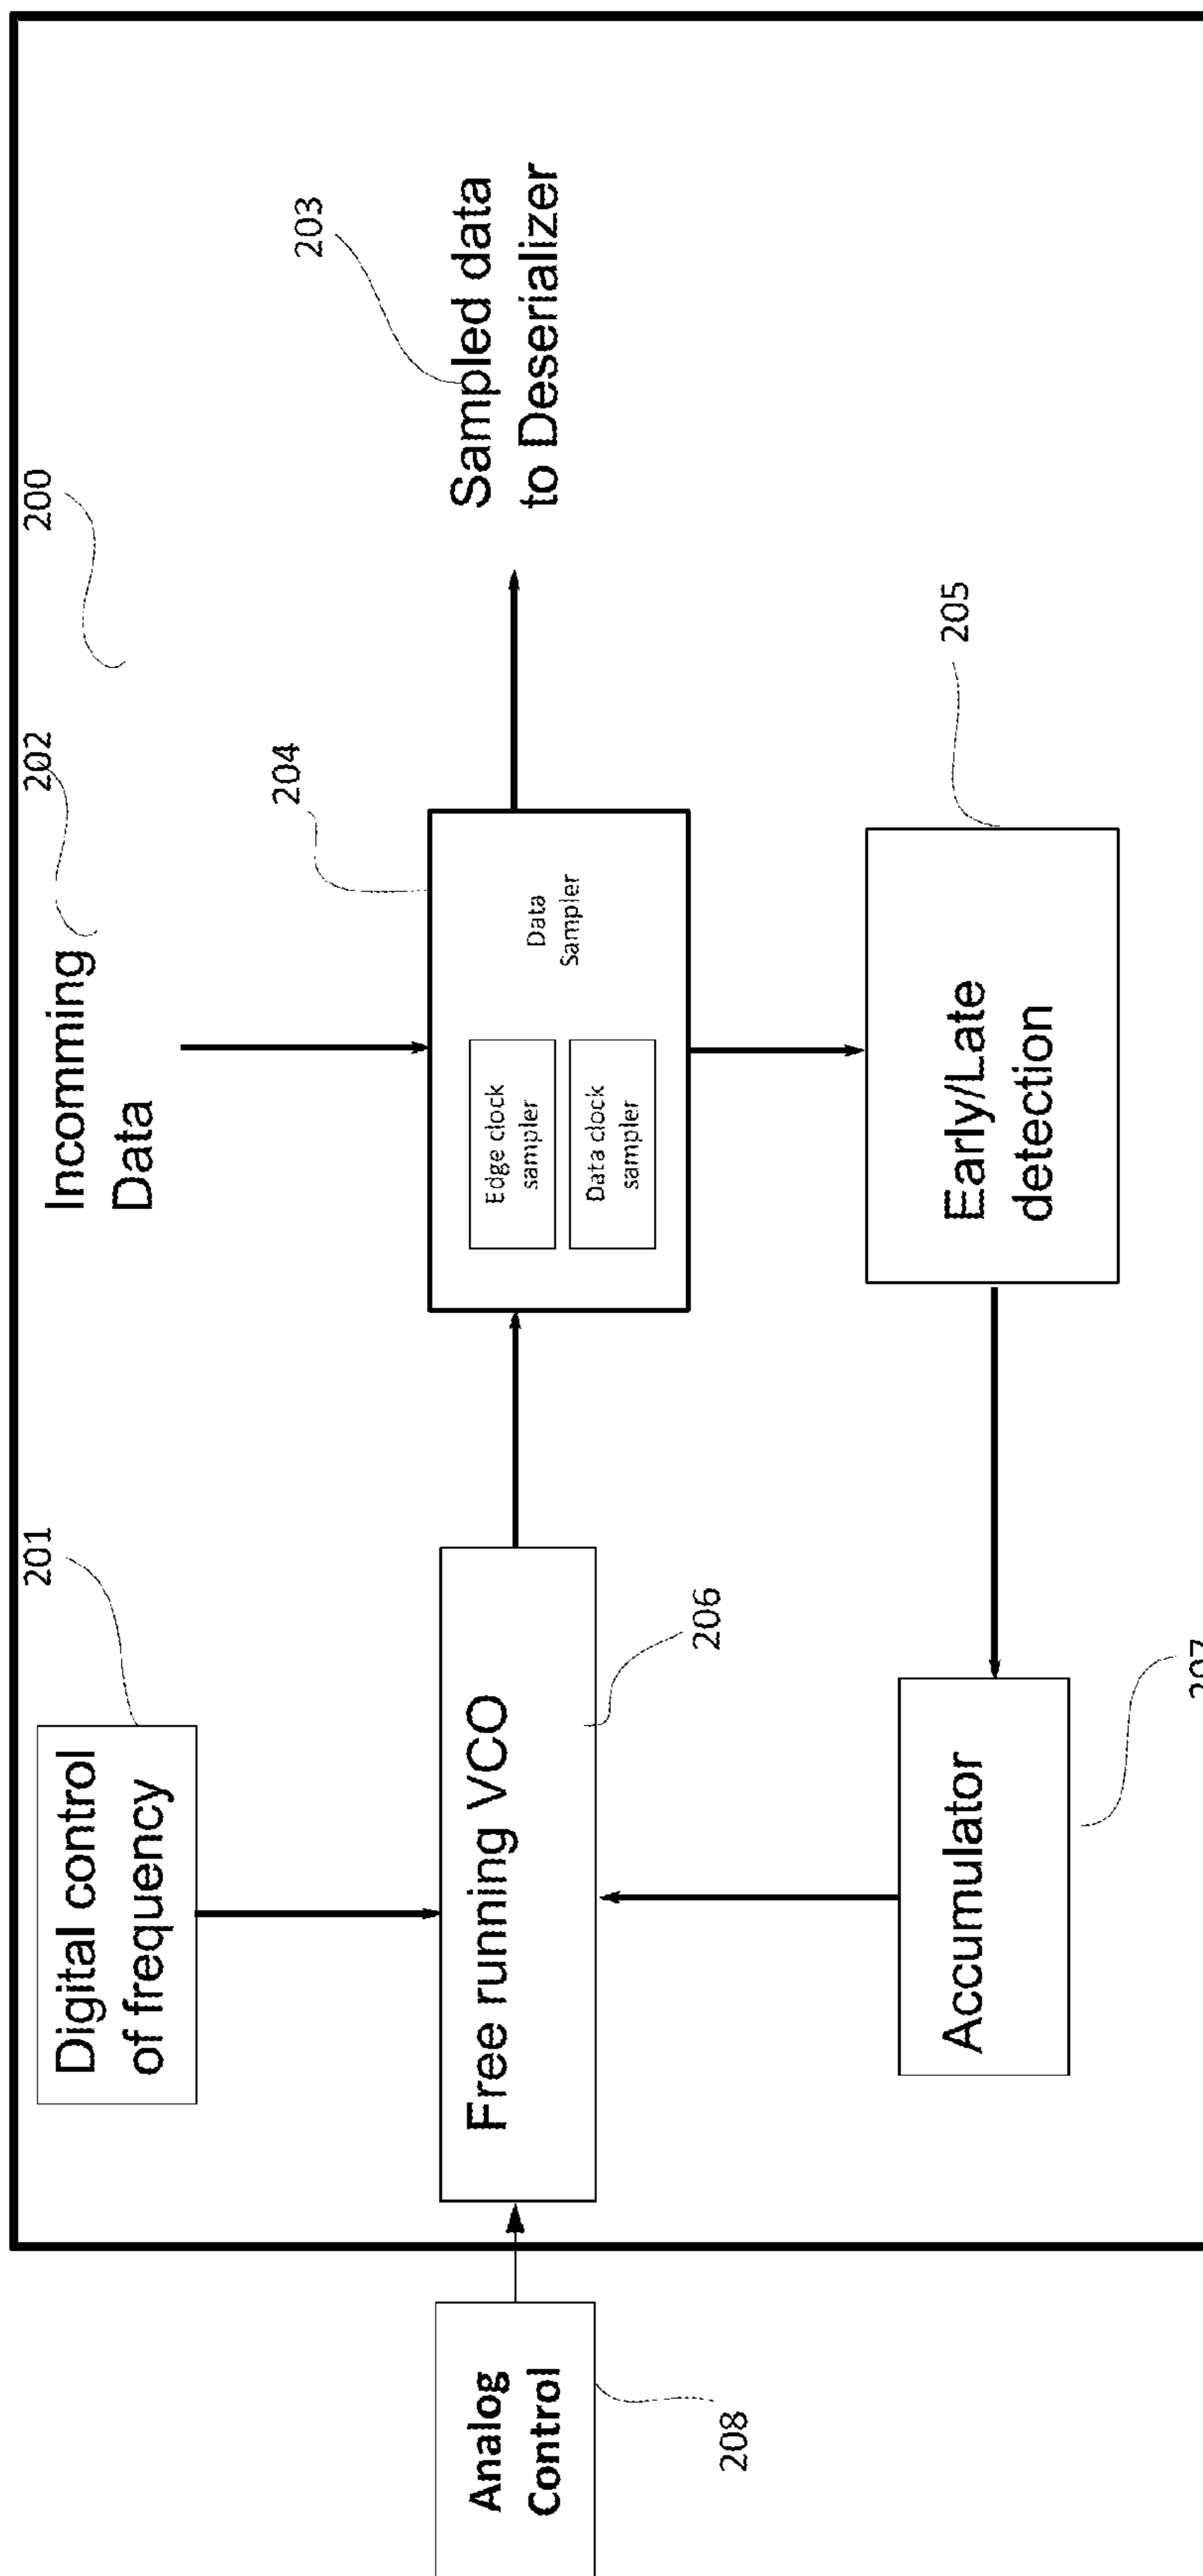 200
202
201
Incomming
Data
Digital control
of frequency
203
204
Analog
Control
Free running VCO
Edge clock
sampler
Data clock
sampler
Data
Sampler
Sampled data
to Deserializer
208
206
205
Accumulator
Early/Late
detection
207